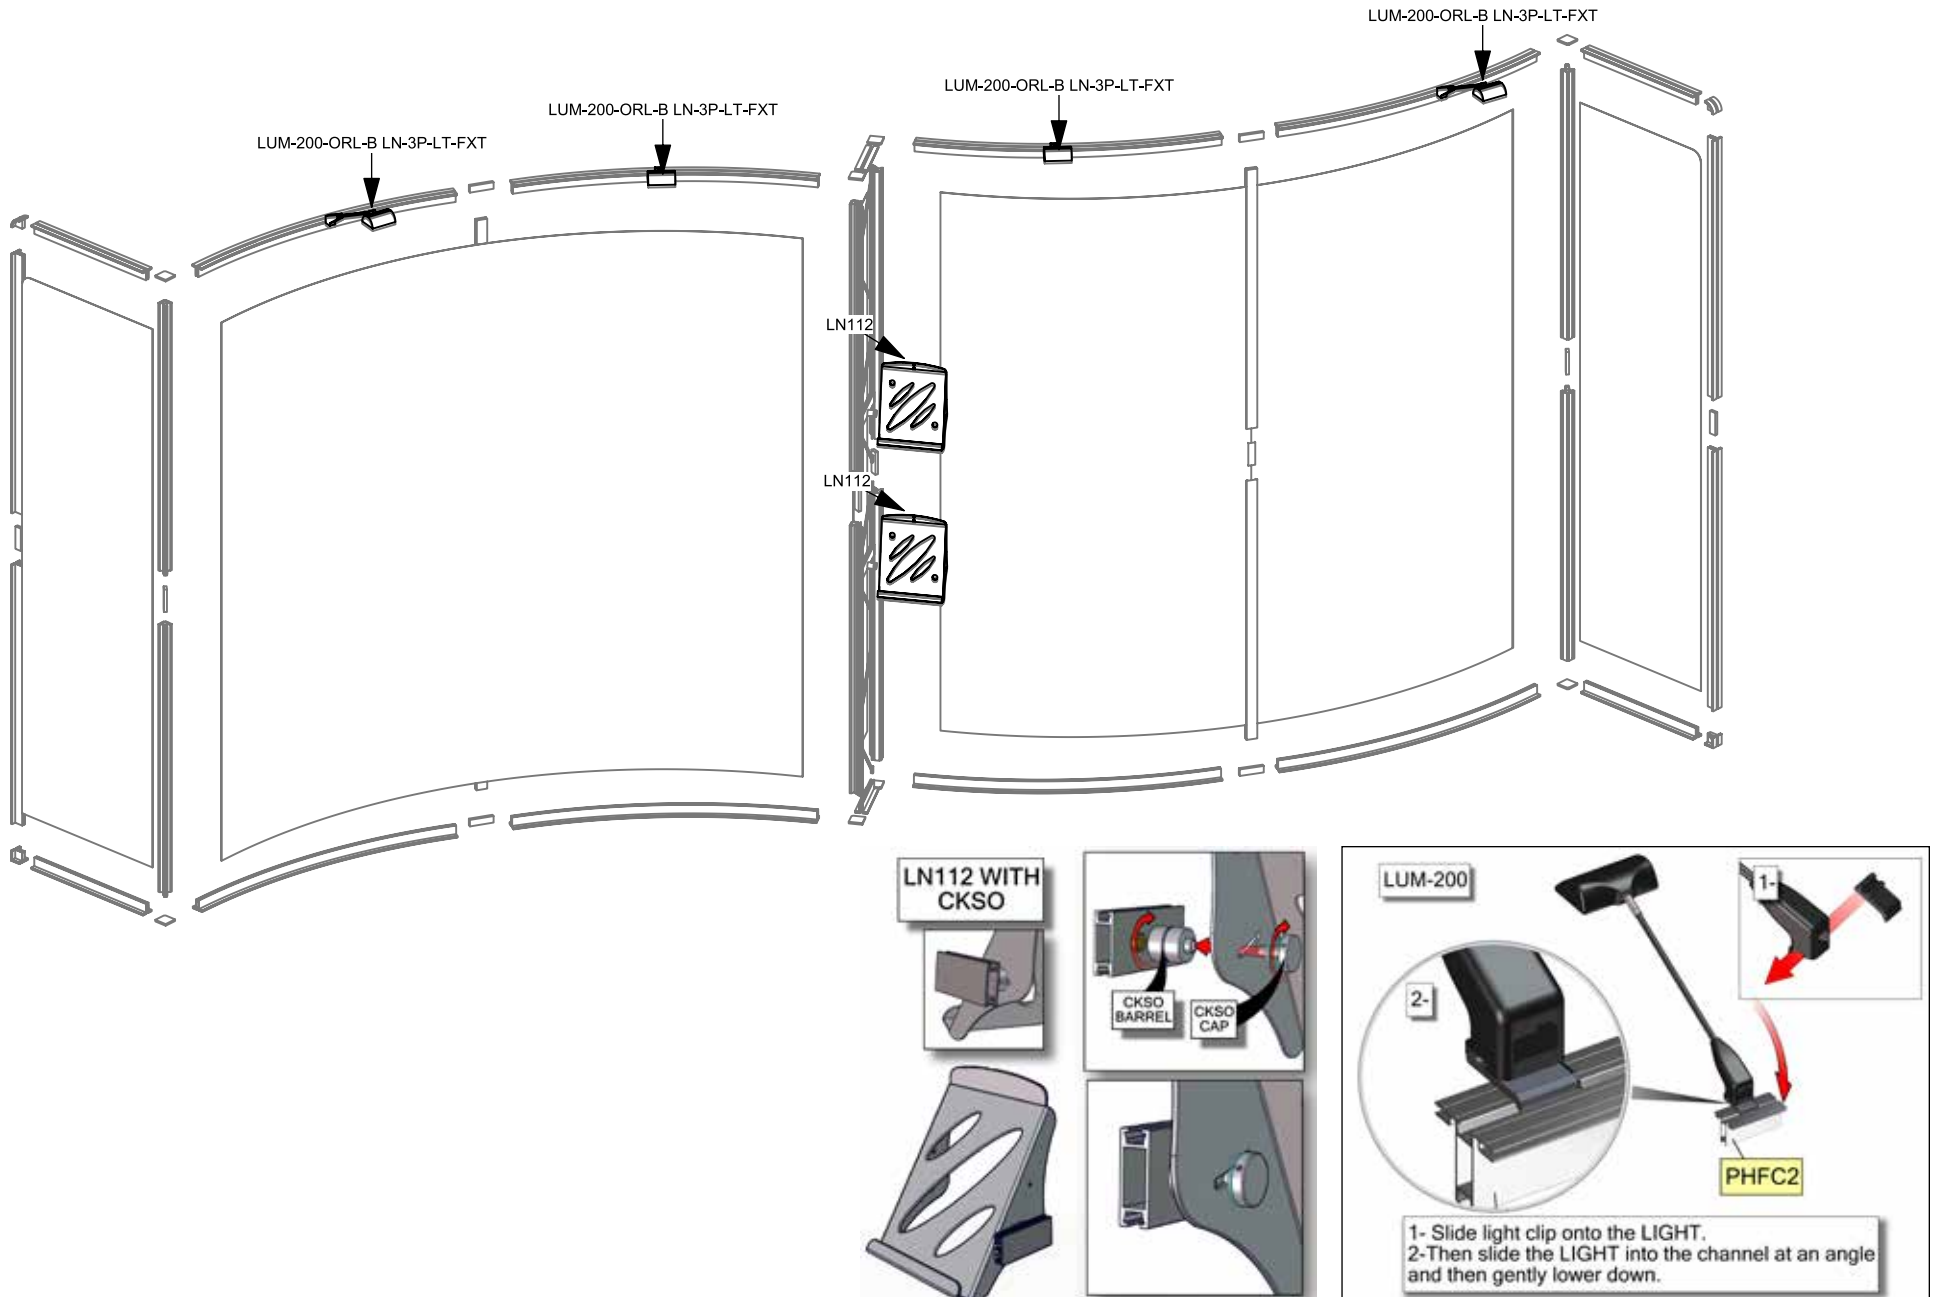 LUM-200-ORL-B LN-3P-LT-FXT
LUM-200-ORL-B LN-3P-LT-FXT
LUM-200-ORL-B LN-3P-LT-FXT
LUM-200-ORL-B LN-3P-LT-FXT
LN112
LN112
LN112 WITH
CKSO
CKSO
BARREL
CKSO
CAP
LUM-200
1-
2-
PHFC2
1- Slide light clip onto the LIGHT.
2-Then slide the LIGHT into the channel at an angle
and then gently lower down.